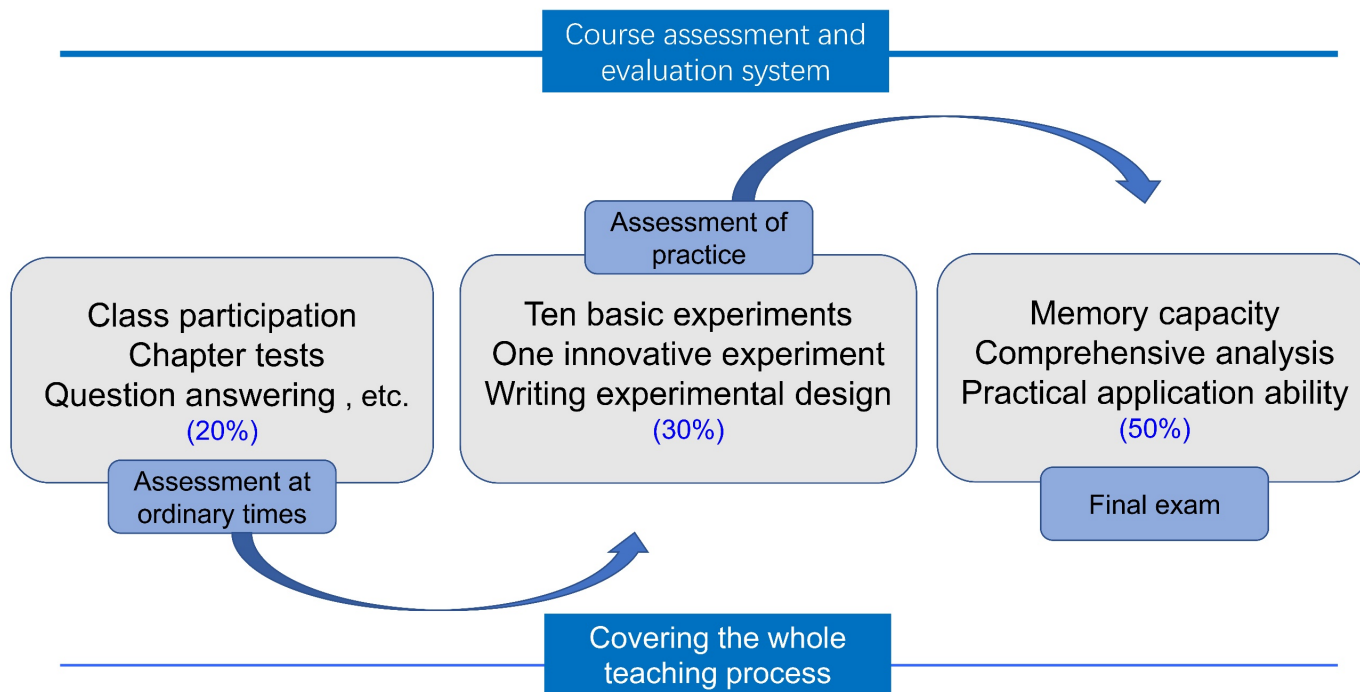 Course assessment and
evaluation system
Assessment of
practice
Class participation
Chapter tests
Question answering , etc.
(20%)
Assessment at
ordinary times
Ten basic experiments
One innovative experiment
Writing experimental design
(30%)
Memory capacity
Comprehensive analysis
Practical application ability
(50%)
Final exam
Covering the whole
teaching process